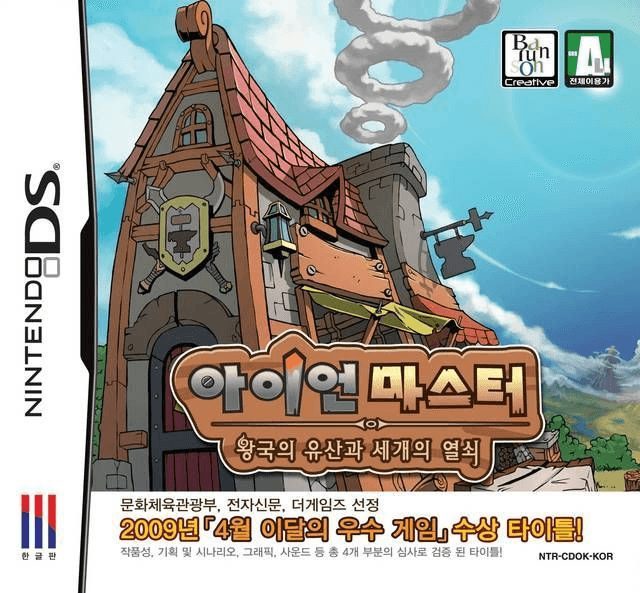 Barunson
Creative
ALL
전체이용가
NINTENDO DS®
아이언 마스터
왕국의 유산과 세개의 열쇠
문화체육관광부, 전자신문, 더게임즈 선정
2009년 「4월 이달의 우수 게임」 수상 타이틀!
작품성, 기획 및 시나리오, 그래픽, 사운드 등 총 4개 부분의 심사로 검증 된 타이틀!
한글판
NTR-CDOK-KOR